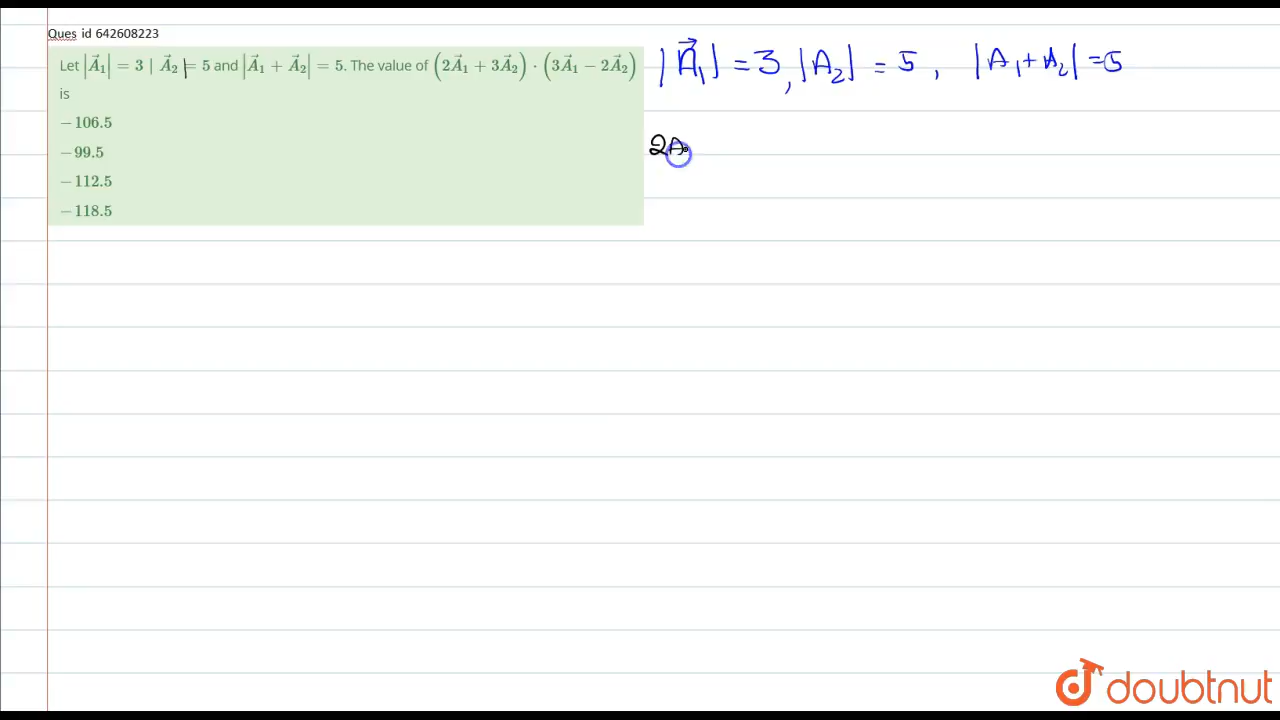 Ques id 642608223
Let |A⃗₁| = 3 | A⃗₂ |= 5 and |A⃗₁ + A⃗₂| = 5. The value of (2A⃗₁ + 3A⃗₂) · (3A⃗₁ − 2A⃗₂)
is
−106.5
−99.5
−112.5
−118.5
|A⃗₁| = 3, |A₂| = 5, |A₁+A₂| = 5
2A
doubtnut